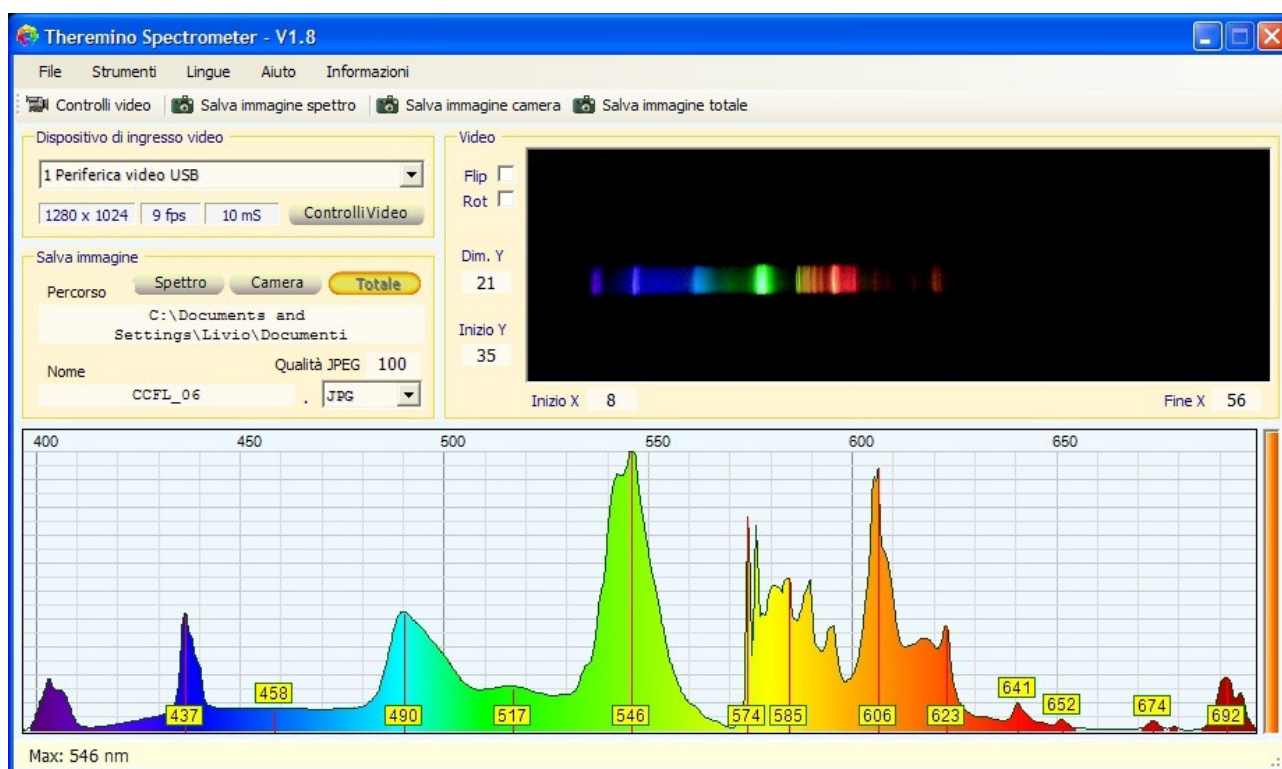 Theremino Spectrometer - V1.8
File Strumenti Lingue Aiuto Informazioni
Controlli video Salva immagine spettro Salva immagine camera Salva immagine totale
Dispositivo di ingresso video
1 Periferica video USB
1280 x 1024 9 fps 10 mS ControlliVideo
Salva immagine
Spettro Camera Totale
Percorso
C:\Documents and
Settings\Livio\Documenti
Qualità JPEG 100
Nome
CCFL_06 . JPG
Video
Flip
Rot
Dim. Y
21
Inizio Y
35
Inizio X 8 Fine X 56
400 450 500 550 600 650
437 458 490 517 546 574 585 606 623 641 652 674 692
Max: 546 nm